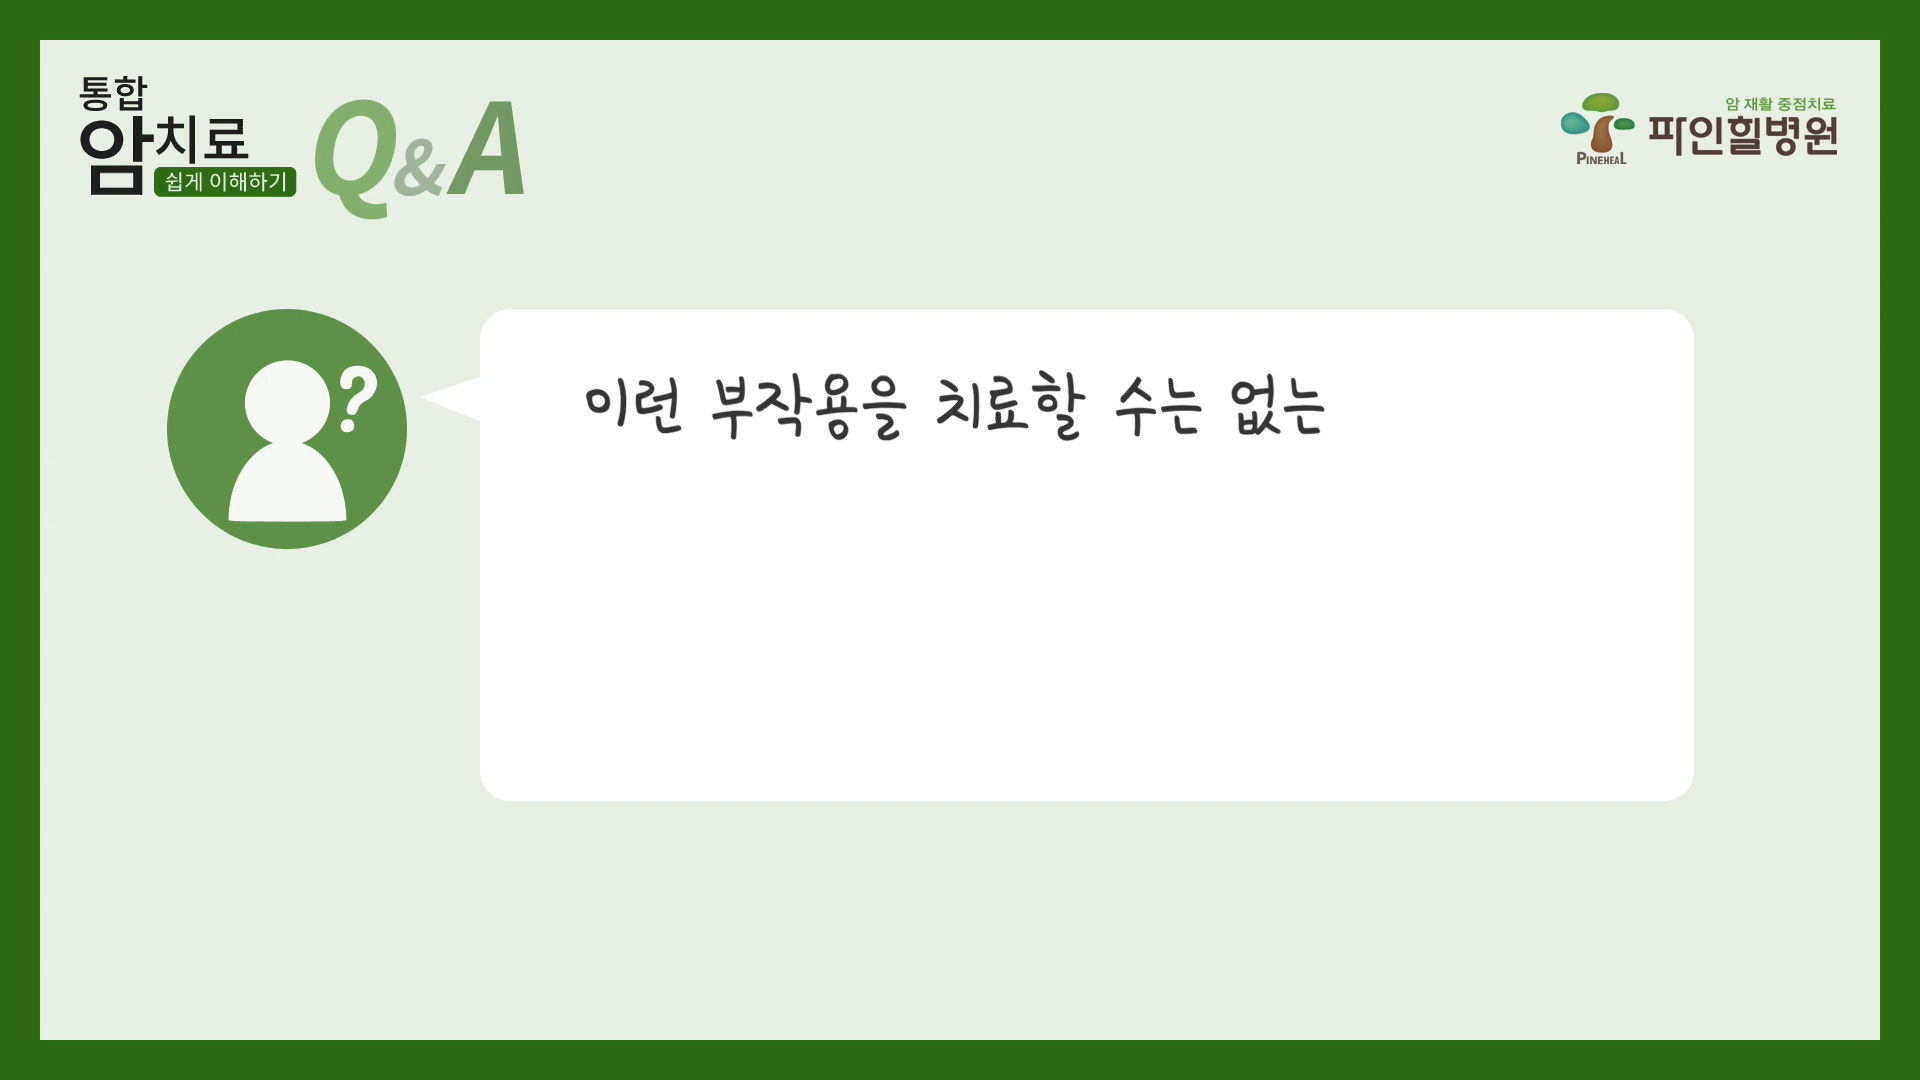 통합
암치료
쉽게 이해하기
Q&A
암 재활 중점치료
파인힐병원
PINEHEAL
?
이런 부작용을 치료할 수는 없는